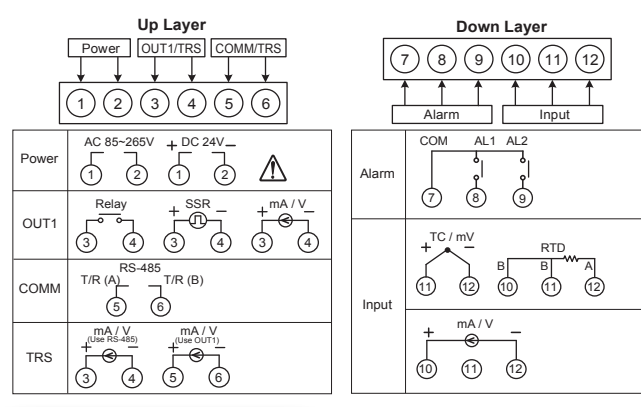 Up Layer
Power OUT1/TRS COMM/TRS
1 2 3 4 5 6
Power
AC 85~265V + DC 24V −
1 2 1 2
OUT1
Relay + SSR − + mA / V −
3 4 3 4 3 4
COMM
RS-485
T/R (A) T/R (B)
5 6
TRS
mA / V
(Use RS-485)
+ −
3 4
mA / V
(Use OUT1)
+ −
5 6
Down Layer
7 8 9 10 11 12
Alarm Input
Alarm
COM AL1 AL2
7 8 9
Input
TC / mV
+ −
11 12
RTD
B B A
10 11 12
mA / V
+ −
10 11 12